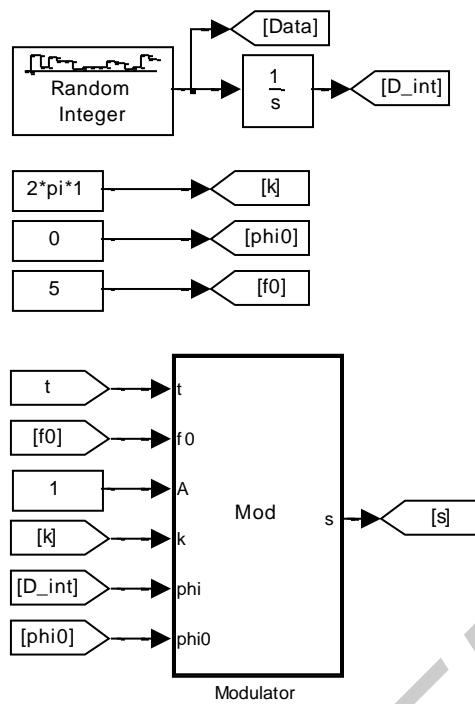 [Data]
Random
Integer
1
s
[D_int]
2*pi*1
[k]
0
[phi0]
5
[f0]
t
t
[f0]
f0
1
A
Mod
s
[s]
[k]
k
[D_int]
phi
[phi0]
phi0
Modulator